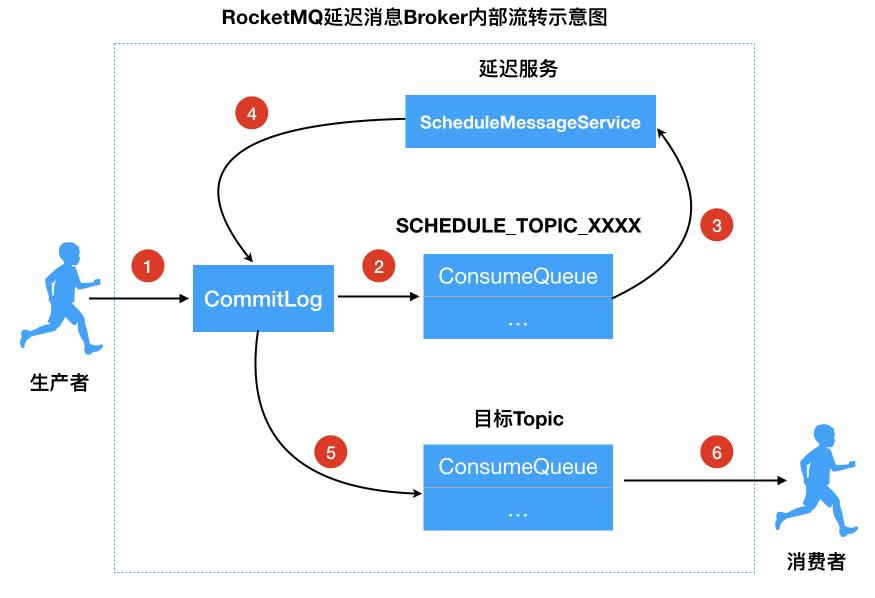 RocketMQ延迟消息Broker内部流转示意图
延迟服务
4
ScheduleMessageService
SCHEDULE_TOPIC_XXXX
3
1
2
ConsumeQueue
CommitLog
...
生产者
目标Topic
5
ConsumeQueue
6
...
消费者